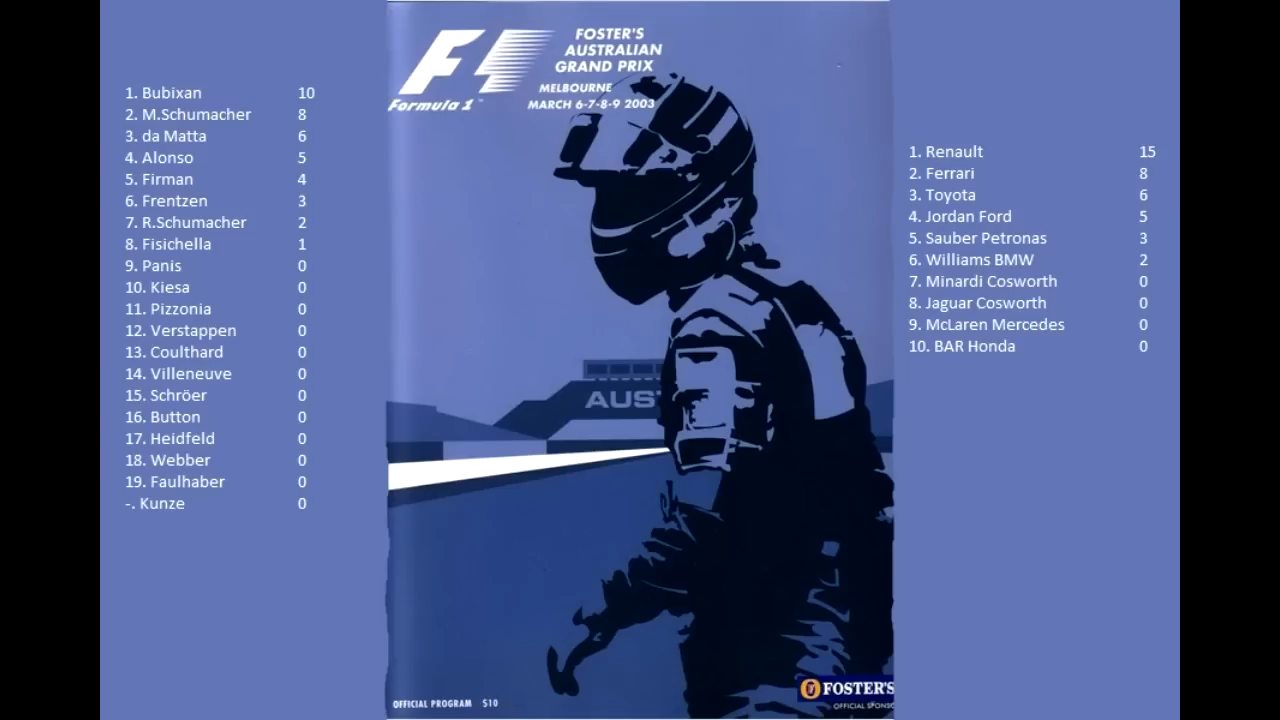 1. Bubixan 10
2. M.Schumacher 8
3. da Matta 6
4. Alonso 5
5. Firman 4
6. Frentzen 3
7. R.Schumacher 2
8. Fisichella 1
9. Panis 0
10. Kiesa 0
11. Pizzonia 0
12. Verstappen 0
13. Coulthard 0
14. Villeneuve 0
15. Schröer 0
16. Button 0
17. Heidfeld 0
18. Webber 0
19. Faulhaber 0
-. Kunze 0
F1
Formula 1 ™
FOSTER'S
AUSTRALIAN
GRAND PRIX
MELBOURNE
MARCH 6-7-8-9 2003
AUST
OFFICIAL PROGRAM $10
FOSTER'S
OFFICIAL SPONSO
1. Renault 15
2. Ferrari 8
3. Toyota 6
4. Jordan Ford 5
5. Sauber Petronas 3
6. Williams BMW 2
7. Minardi Cosworth 0
8. Jaguar Cosworth 0
9. McLaren Mercedes 0
10. BAR Honda 0